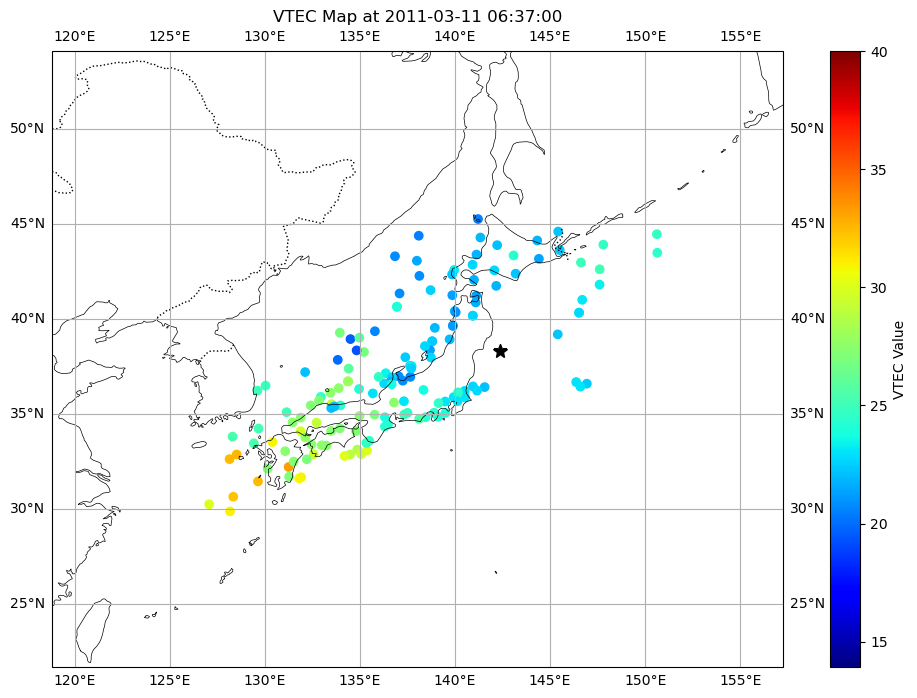 VTEC Map at 2011-03-11 06:37:00
120°E 125°E 130°E 135°E 140°E 145°E 150°E 155°E
40
50°N 50°N
35
45°N 45°N
30
40°N 40°N
VTEC Value
25
35°N 35°N
20
30°N 30°N
25°N 25°N
15
120°E 125°E 130°E 135°E 140°E 145°E 150°E 155°E